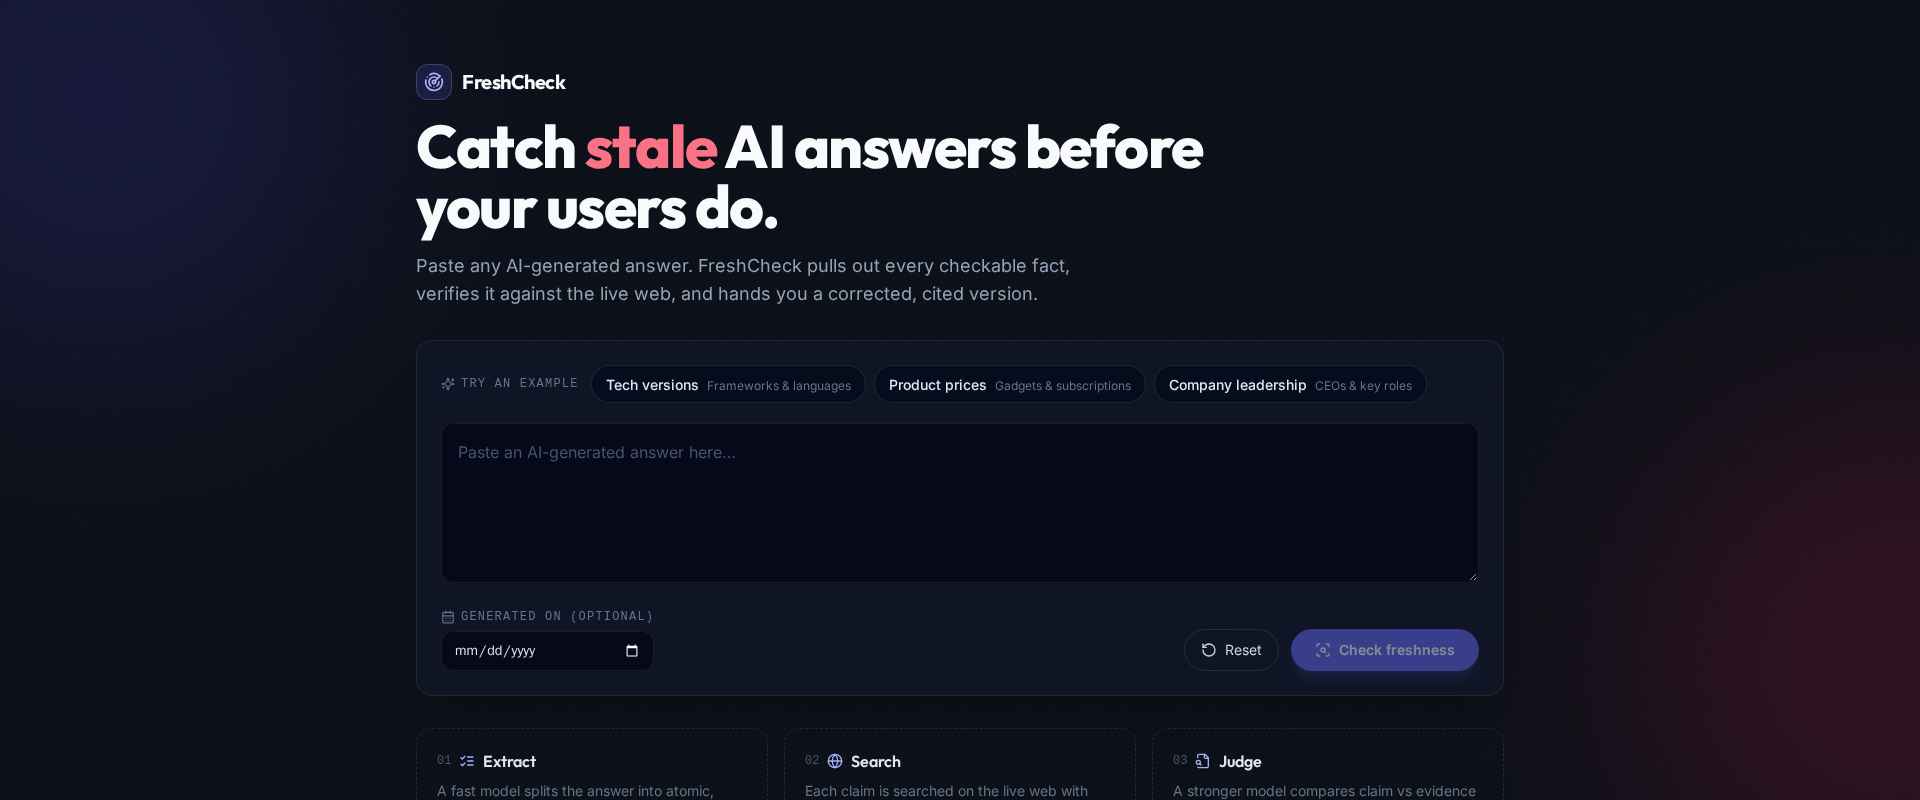 FreshCheck
Catch stale AI answers before
your users do.
Paste any AI-generated answer. FreshCheck pulls out every checkable fact,
verifies it against the live web, and hands you a corrected, cited version.
TRY AN EXAMPLE Tech versions Frameworks & languages Product prices Gadgets & subscriptions Company leadership CEOs & key roles
Paste an AI-generated answer here...
GENERATED ON (OPTIONAL)
mm/dd/yyyy Reset Check freshness
01 Extract 02 Search 03 Judge
A fast model splits the answer into atomic, Each claim is searched on the live web with A stronger model compares claim vs evidence